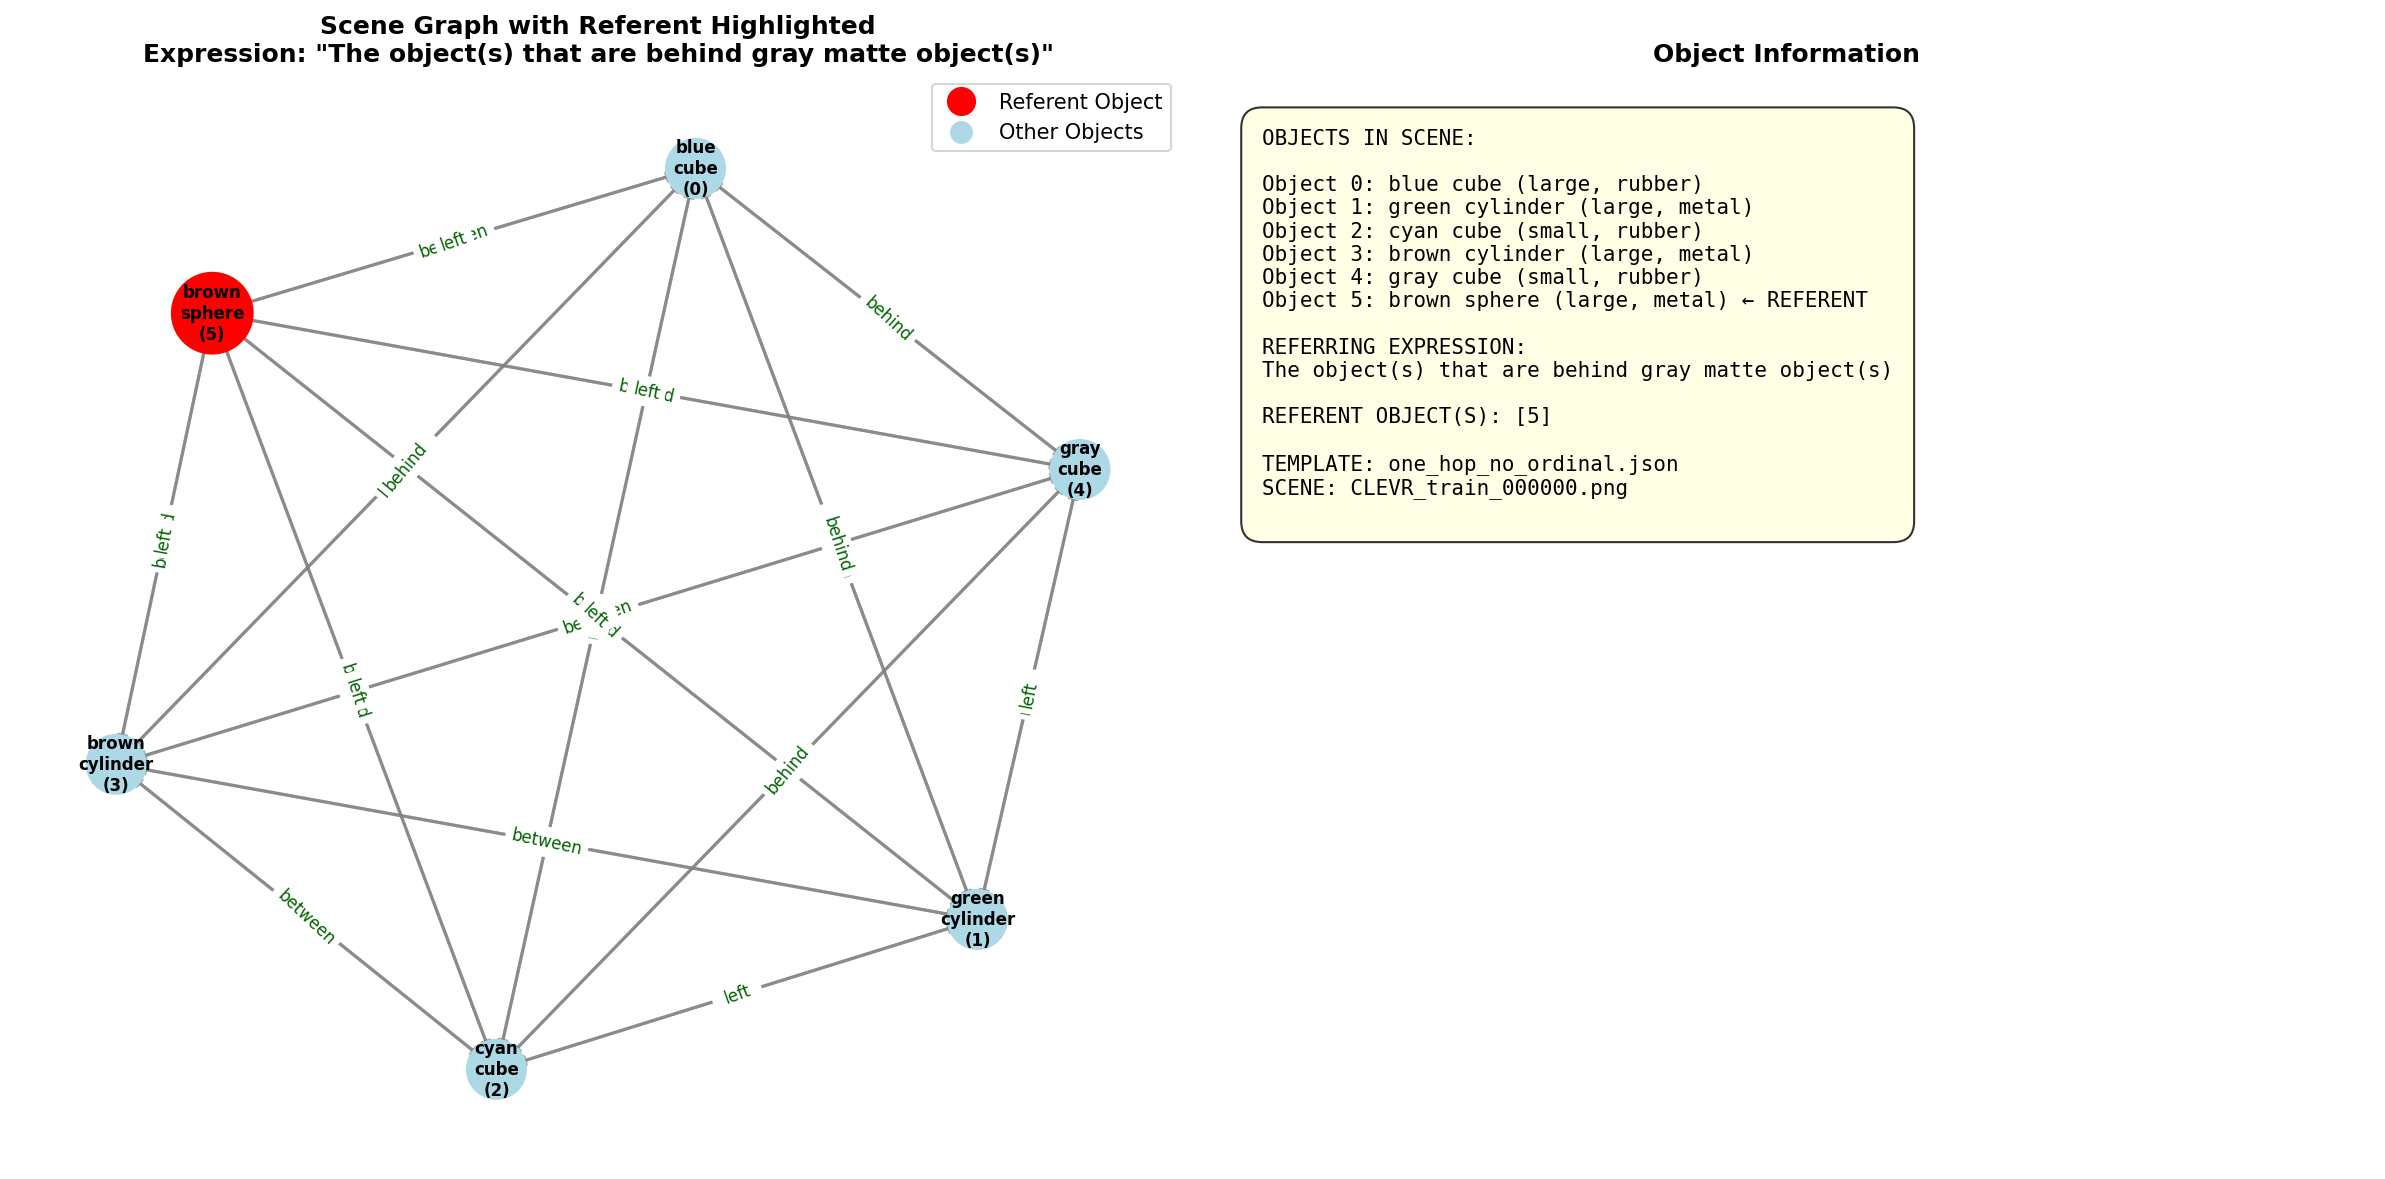 Scene Graph with Referent Highlighted
Expression: "The object(s) that are behind gray matte object(s)"
Referent Object
Other Objects
blue
cube
(0)
left
brown
sphere
(5)
behind
left
gray
cube
(4)
behind
left
behind
left
left
left
left
behind
brown
cylinder
(3)
between
between
green
cylinder
(1)
left
cyan
cube
(2)
Object Information
OBJECTS IN SCENE:
Object 0: blue cube (large, rubber)
Object 1: green cylinder (large, metal)
Object 2: cyan cube (small, rubber)
Object 3: brown cylinder (large, metal)
Object 4: gray cube (small, rubber)
Object 5: brown sphere (large, metal) ← REFERENT
REFERRING EXPRESSION:
The object(s) that are behind gray matte object(s)
REFERENT OBJECT(S): [5]
TEMPLATE: one_hop_no_ordinal.json
SCENE: CLEVR_train_000000.png